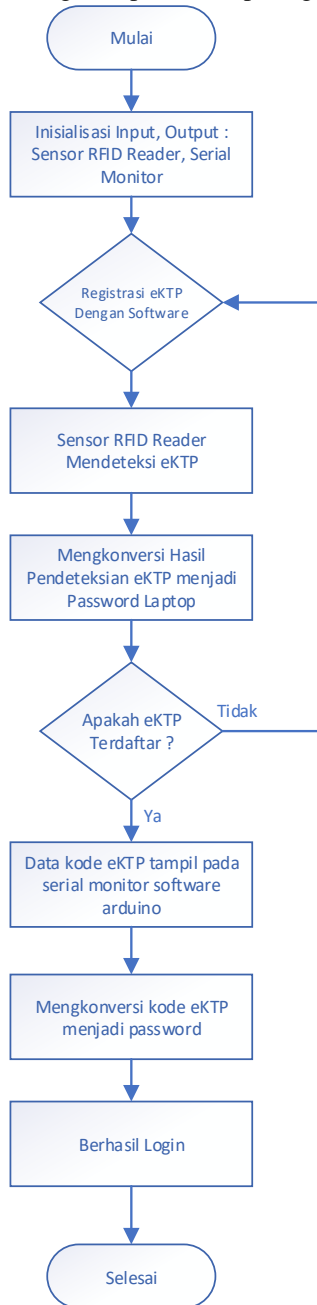 Mulai
Inisialisasi Input, Output :
Sensor RFID Reader, Serial
Monitor
Registrasi eKTP
Dengan Software
Sensor RFID Reader
Mendeteksi eKTP
Mengkonversi Hasil
Pendeteksian eKTP menjadi
Password Laptop
Apakah eKTP
Terdaftar ?
Tidak
Ya
Data kode eKTP tampil pada
serial monitor software
arduino
Mengkonversi kode eKTP
menjadi password
Berhasil Login
Selesai